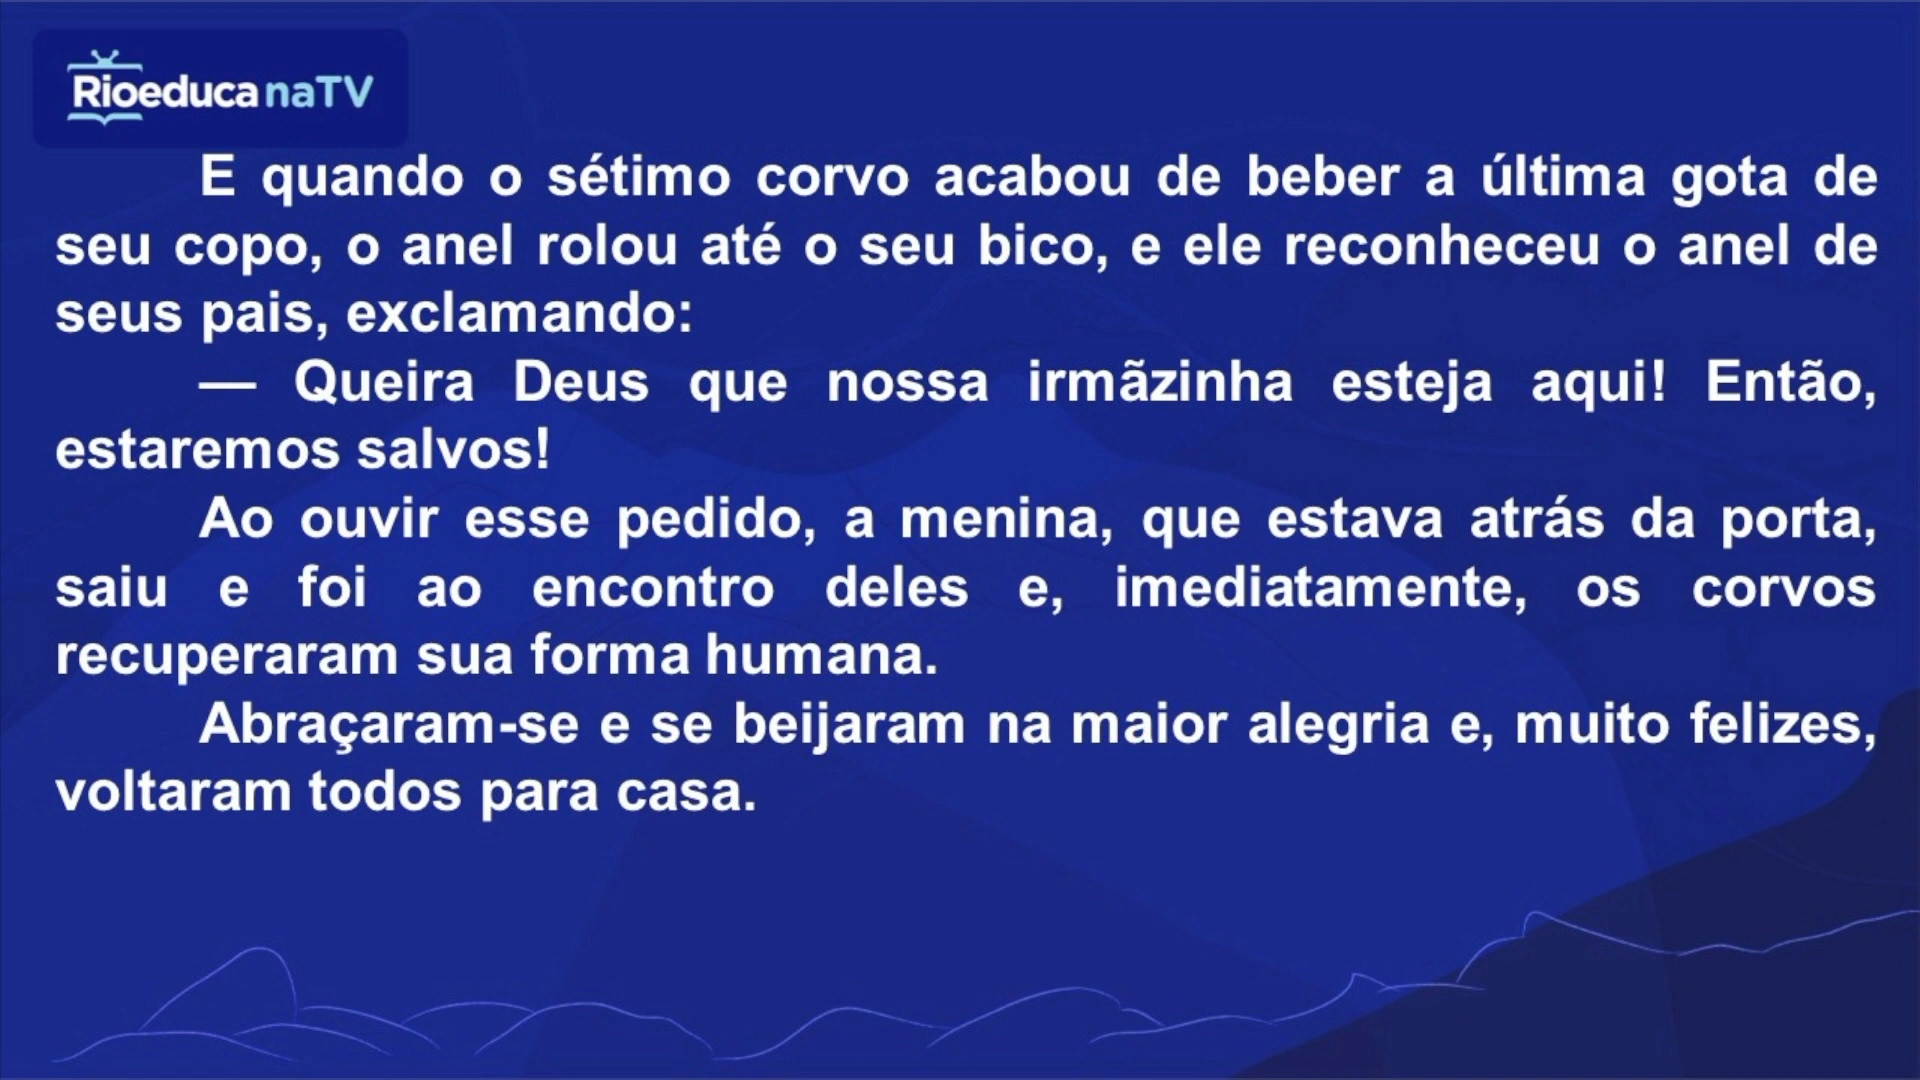 Rioeduca naTV
E quando o sétimo corvo acabou de beber a última gota de
seu copo, o anel rolou até o seu bico, e ele reconheceu o anel de
seus pais, exclamando:
— Queira Deus que nossa irmãzinha esteja aqui! Então,
estaremos salvos!
Ao ouvir esse pedido, a menina, que estava atrás da porta,
saiu e foi ao encontro deles e, imediatamente, os corvos
recuperaram sua forma humana.
Abraçaram-se e se beijaram na maior alegria e, muito felizes,
voltaram todos para casa.